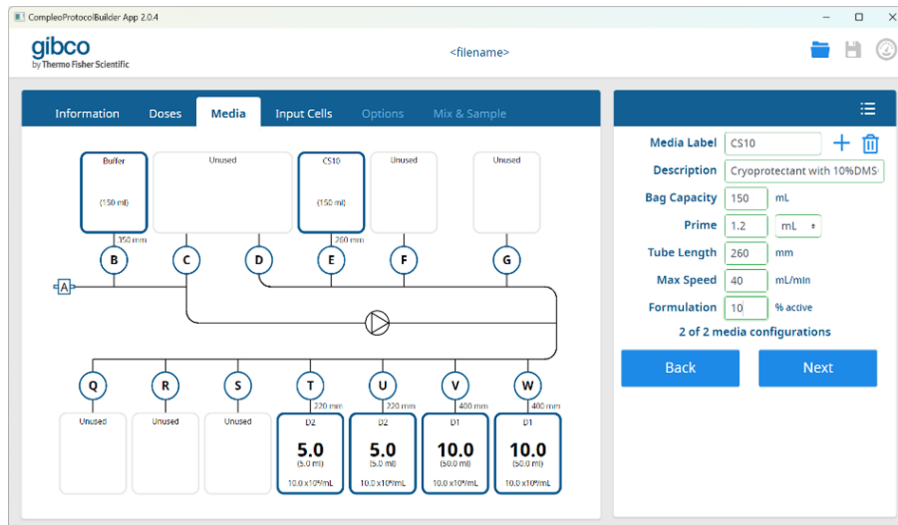 CompleoProtocolBuilder App 2.0.4
gibco
by Thermo Fisher Scientific
<filename>
Information Doses Media Input Cells Options Mix & Sample
Buffer
(150 ml)
350 mm
Unused
CS10
(150 ml)
260 mm
Unused
Unused
B C D E F G
A
Q R S T U V W
220 mm 220 mm 400 mm 400 mm
Unused Unused Unused D2 D2 D1 D1
5.0 5.0 10.0 10.0
(5.0 ml) (5.0 ml) (50.0 ml) (50.0 ml)
10.0 x10⁶/mL 10.0 x10⁶/mL 10.0 x10⁶/mL 10.0 x10⁶/mL
Media Label CS10
Description Cryoprotectant with 10%DMS
Bag Capacity 150 mL
Prime 1.2 mL
Tube Length 260 mm
Max Speed 40 mL/min
Formulation 10 % active
2 of 2 media configurations
Back Next